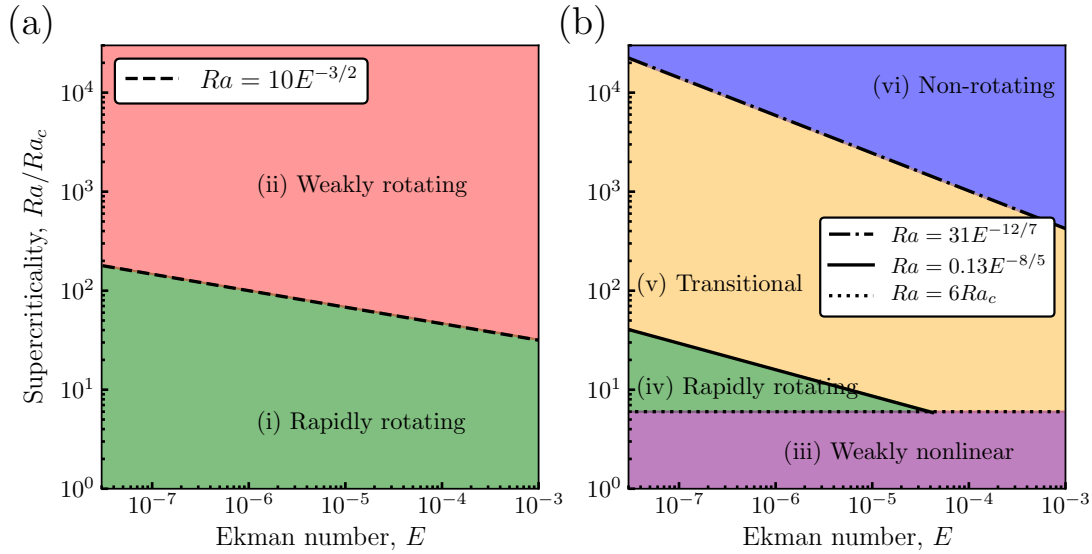 (a)
Ra = 10E^{-3/2}
(ii) Weakly rotating
(i) Rapidly rotating
Supercriticality, Ra/Ra_c
10^4
10^3
10^2
10^1
10^0
10^{-7} 10^{-6} 10^{-5} 10^{-4} 10^{-3}
Ekman number, E
(b)
(vi) Non-rotating
Ra = 31E^{-12/7}
Ra = 0.13E^{-8/5}
Ra = 6Ra_c
(v) Transitional
(iv) Rapidly rotating
(iii) Weakly nonlinear
10^4
10^3
10^2
10^1
10^0
10^{-7} 10^{-6} 10^{-5} 10^{-4} 10^{-3}
Ekman number, E